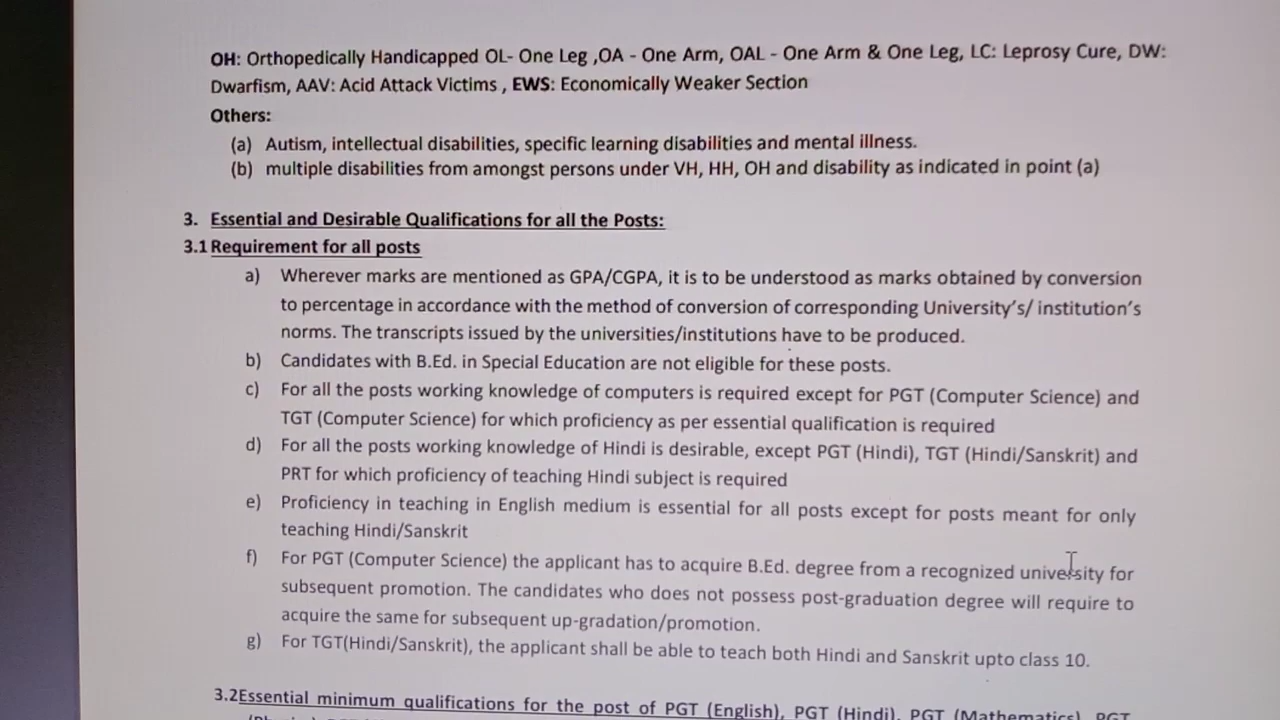 OH: Orthopedically Handicapped OL- One Leg ,OA - One Arm, OAL - One Arm & One Leg, LC: Leprosy Cure, DW:
Dwarfism, AAV: Acid Attack Victims , EWS: Economically Weaker Section
Others:
(a) Autism, intellectual disabilities, specific learning disabilities and mental illness.
(b) multiple disabilities from amongst persons under VH, HH, OH and disability as indicated in point (a)
3. Essential and Desirable Qualifications for all the Posts:
3.1 Requirement for all posts
a) Wherever marks are mentioned as GPA/CGPA, it is to be understood as marks obtained by conversion
to percentage in accordance with the method of conversion of corresponding University's/ institution's
norms. The transcripts issued by the universities/institutions have to be produced.
b) Candidates with B.Ed. in Special Education are not eligible for these posts.
c) For all the posts working knowledge of computers is required except for PGT (Computer Science) and
TGT (Computer Science) for which proficiency as per essential qualification is required
d) For all the posts working knowledge of Hindi is desirable, except PGT (Hindi), TGT (Hindi/Sanskrit) and
PRT for which proficiency of teaching Hindi subject is required
e) Proficiency in teaching in English medium is essential for all posts except for posts meant for only
teaching Hindi/Sanskrit
f) For PGT (Computer Science) the applicant has to acquire B.Ed. degree from a recognized university for
subsequent promotion. The candidates who does not possess post-graduation degree will require to
acquire the same for subsequent up-gradation/promotion.
g) For TGT(Hindi/Sanskrit), the applicant shall be able to teach both Hindi and Sanskrit upto class 10.
3.2Essential minimum qualifications for the post of PGT (English), PGT (Hindi), PGT (Mathematics), PGT